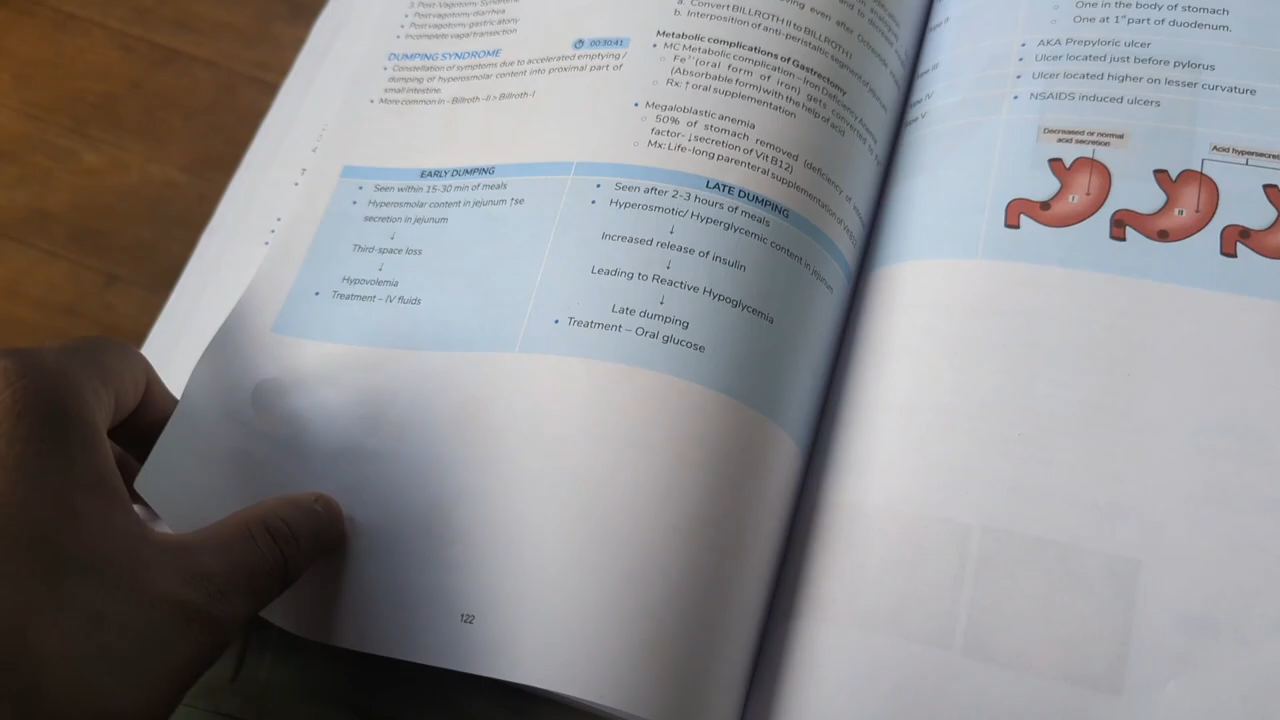 3. Post-Vagotomy Syndrome
• Postvagotomy diarrhea
• Post vagotomy gastric atony
• Incomplete vagal transection
00:30:41
DUMPING SYNDROME
• Constellation of symptoms due to accelerated emptying /
dumping of hyperosmolar content into proximal part of
small intestine.
• More common in - Billroth -II > Billroth-I
a. Convert BILLROTH II to BILLROTH I
b. Interposition of anti-peristaltic segment of jejunum
Metabolic complications of Gastrectomy
• MC Metabolic complication - Iron Deficiency Anemia
○ (oral form of iron) gets converted to
(Absorbable form) with the help of acid
○ Rx: ↑ oral supplementation
• Megaloblastic anemia
○ 50% of stomach removed (deficiency of
factor- ↓secretion of Vit B12)
○ Mx: Life-long parenteral supplementation of Vit B12
EARLY DUMPING
• Seen within 15-30 min of meals
• Hyperosmolar content in jejunum ↑se
secretion in jejunum
↓
Third-space loss
↓
Hypovolemia
• Treatment – IV fluids
LATE DUMPING
• Seen after 2-3 hours of meals
• Hyperosmotic/ Hyperglycemic content in jejunum
↓
Increased release of insulin
↓
Leading to Reactive Hypoglycemia
↓
Late dumping
• Treatment – Oral glucose
122
○ One in the body of stomach
○ One at 1st part of duodenum.
• AKA Prepyloric ulcer
• Ulcer located just before pylorus
• Ulcer located higher on lesser curvature
Type IV
• NSAIDS induced ulcers
Type V
Decreased or normal
acid secretion
Acid
I
II